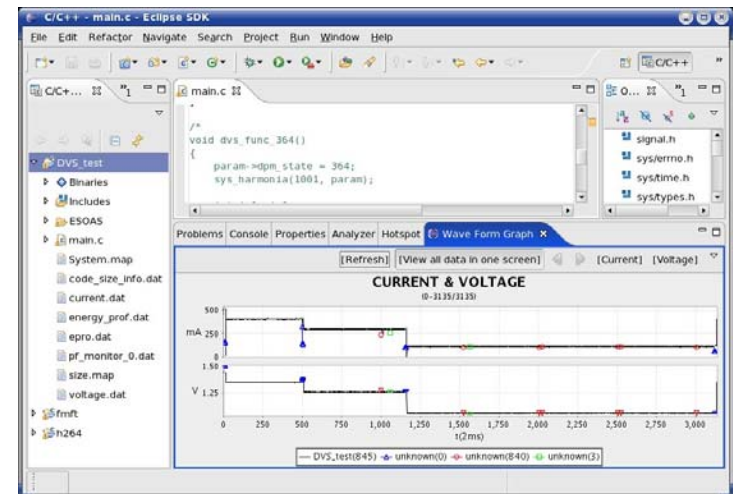 C/C++ - main.c - Eclipse SDK
File Edit Refactor Navigate Search Project Run Window Help
C/C++
C/C+... 1
DVS_test
Binaries
Includes
ESOAS
main.c
System.map
code_size_info.dat
current.dat
energy_prof.dat
epro.dat
pf_monitor_0.dat
size.map
voltage.dat
fmft
h264
main.c
/*
void dvs_func_364()
{
param->dpm_state = 364;
sys_harmonia(1001, param);
O... 1
signal.h
sys/errno.h
sys/time.h
sys/types.h
Problems Console Properties Analyzer Hotspot Wave Form Graph
[Refresh] [View all data in one screen] [Current] [Voltage]
CURRENT & VOLTAGE
(0-3135/3135)
500
mA 250
0
1.50
V 1.25
0 250 500 750 1,000 1,250 1,500 1,750 2,000 2,250 2,500 2,750 3,000
t(2ms)
DVS_test(845) unknown(0) unknown(840) unknown(3)